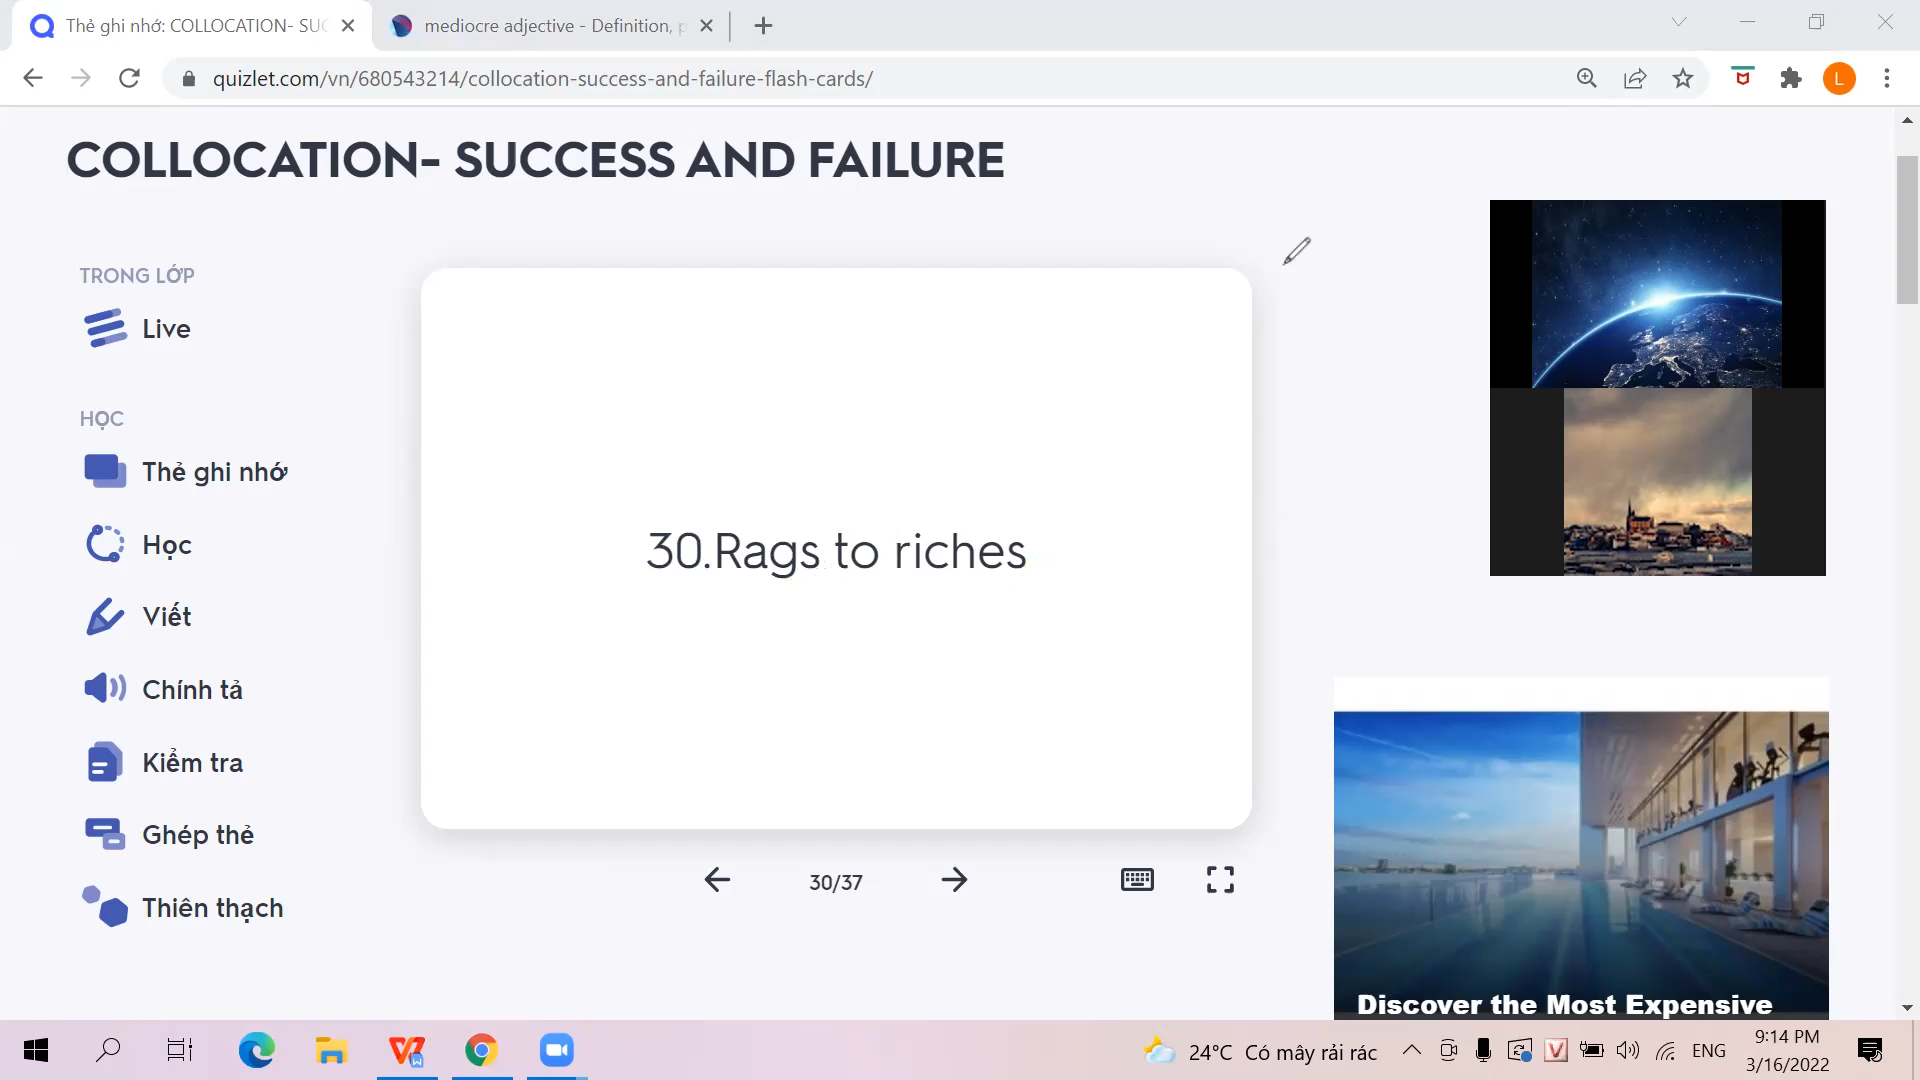 Thẻ ghi nhớ: COLLOCATION- SUC
mediocre adjective - Definition, p
quizlet.com/vn/680543214/collocation-success-and-failure-flash-cards/
L
COLLOCATION- SUCCESS AND FAILURE
TRONG LỚP
Live
HỌC
Thẻ ghi nhớ
Học
Viết
Chính tả
Kiểm tra
Ghép thẻ
Thiên thạch
30.Rags to riches
30/37
Discover the Most Expensive
24°C Có mây rải rác
ENG
9:14 PM
3/16/2022